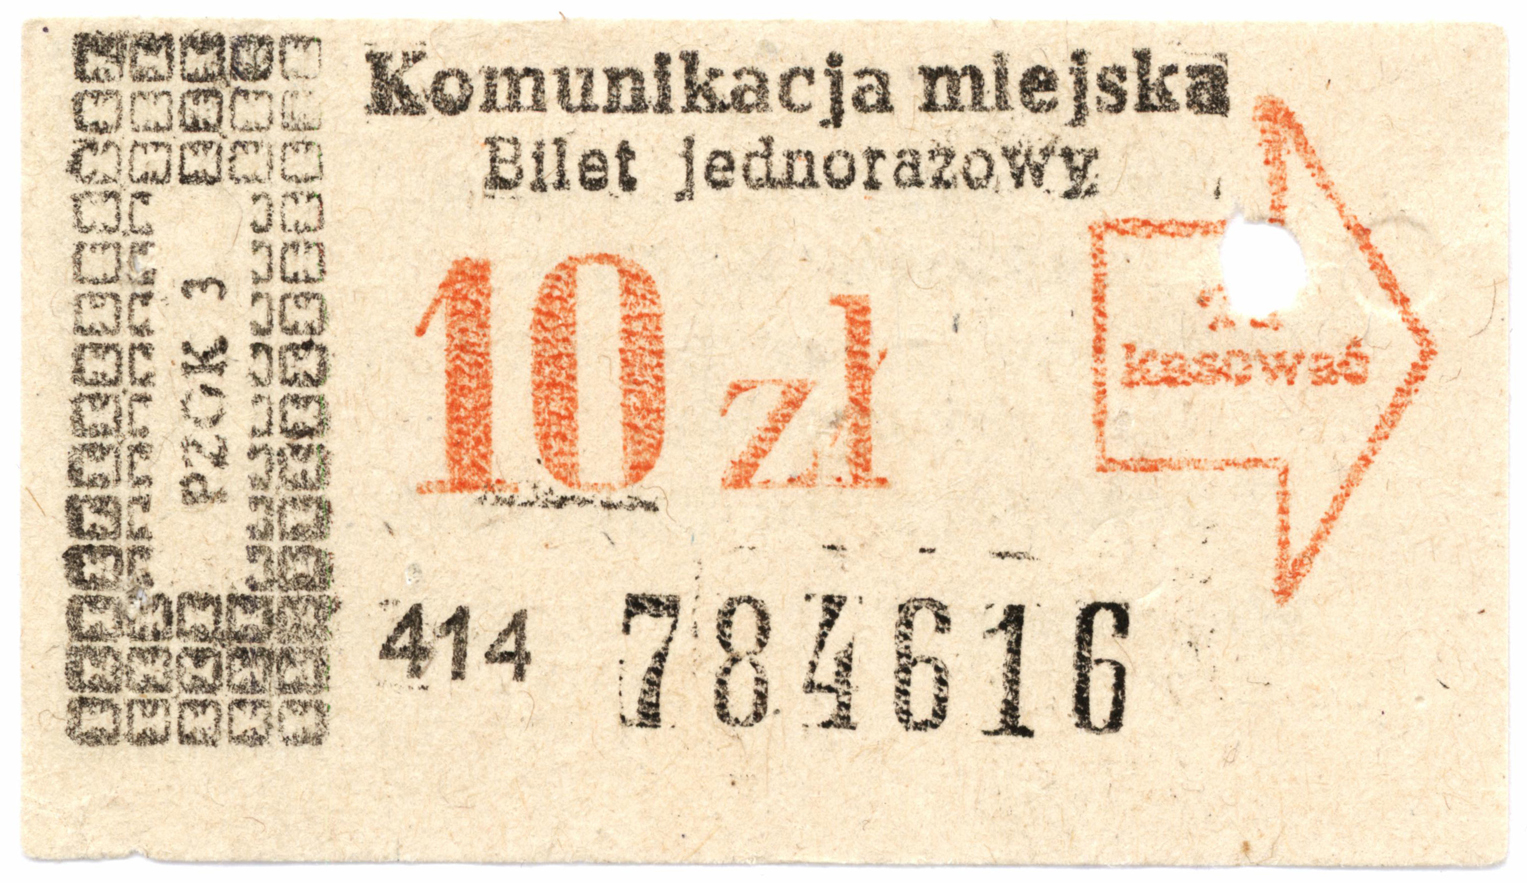 Komunikacja miejska
Bilet jednorazowy
10 zł
kasować
PZGK 3
414 784616